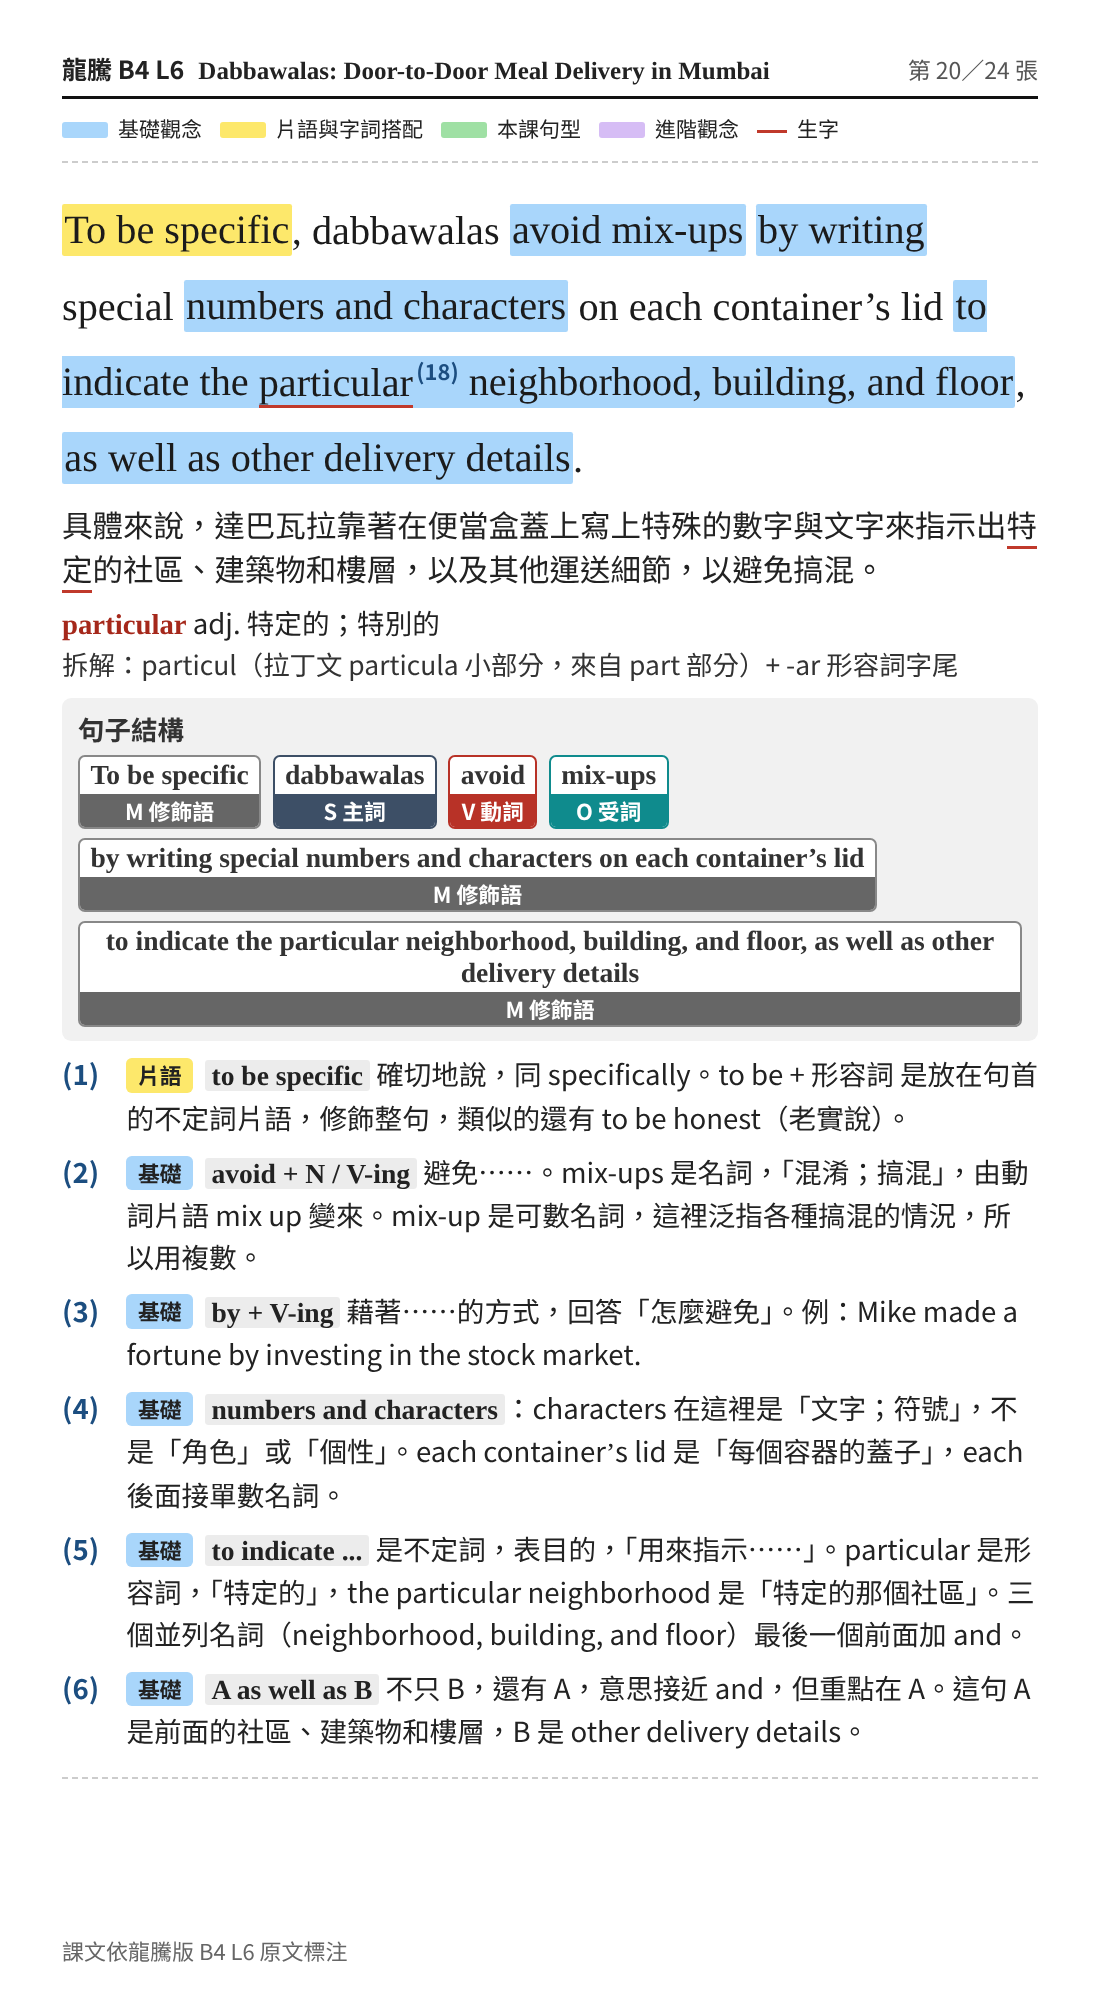 龍騰 B4 L6 Dabbawalas: Door-to-Door Meal Delivery in Mumbai 第 20／24 張
基礎觀念 片語與字詞搭配 本課句型 進階觀念 生字
To be specific, dabbawalas avoid mix-ups by writing
special numbers and characters on each container’s lid to
indicate the particular(18) neighborhood, building, and floor,
as well as other delivery details.
具體來說，達巴瓦拉靠著在便當盒蓋上寫上特殊的數字與文字來指示出特
定的社區、建築物和樓層，以及其他運送細節，以避免搞混。
particular adj. 特定的；特別的
拆解：particul（拉丁文 particula 小部分，來自 part 部分）+ -ar 形容詞字尾
句子結構
To be specific dabbawalas avoid mix-ups
M 修飾語 S 主詞 V 動詞 O 受詞
by writing special numbers and characters on each container’s lid
M 修飾語
to indicate the particular neighborhood, building, and floor, as well as other
delivery details
M 修飾語
(1) 片語 to be specific 確切地說，同 specifically。to be + 形容詞 是放在句首
的不定詞片語，修飾整句，類似的還有 to be honest（老實說）。
(2) 基礎 avoid + N / V-ing 避免⋯⋯。mix-ups 是名詞，「混淆；搞混」，由動
詞片語 mix up 變來。mix-up 是可數名詞，這裡泛指各種搞混的情況，所
以用複數。
(3) 基礎 by + V-ing 藉著⋯⋯的方式，回答「怎麼避免」。例：Mike made a
fortune by investing in the stock market.
(4) 基礎 numbers and characters：characters 在這裡是「文字；符號」，不
是「角色」或「個性」。each container’s lid 是「每個容器的蓋子」，each
後面接單數名詞。
(5) 基礎 to indicate ... 是不定詞，表目的，「用來指示⋯⋯」。particular 是形
容詞，「特定的」，the particular neighborhood 是「特定的那個社區」。三
個並列名詞（neighborhood, building, and floor）最後一個前面加 and。
(6) 基礎 A as well as B 不只 B，還有 A，意思接近 and，但重點在 A。這句 A
是前面的社區、建築物和樓層，B 是 other delivery details。
課文依龍騰版 B4 L6 原文標注